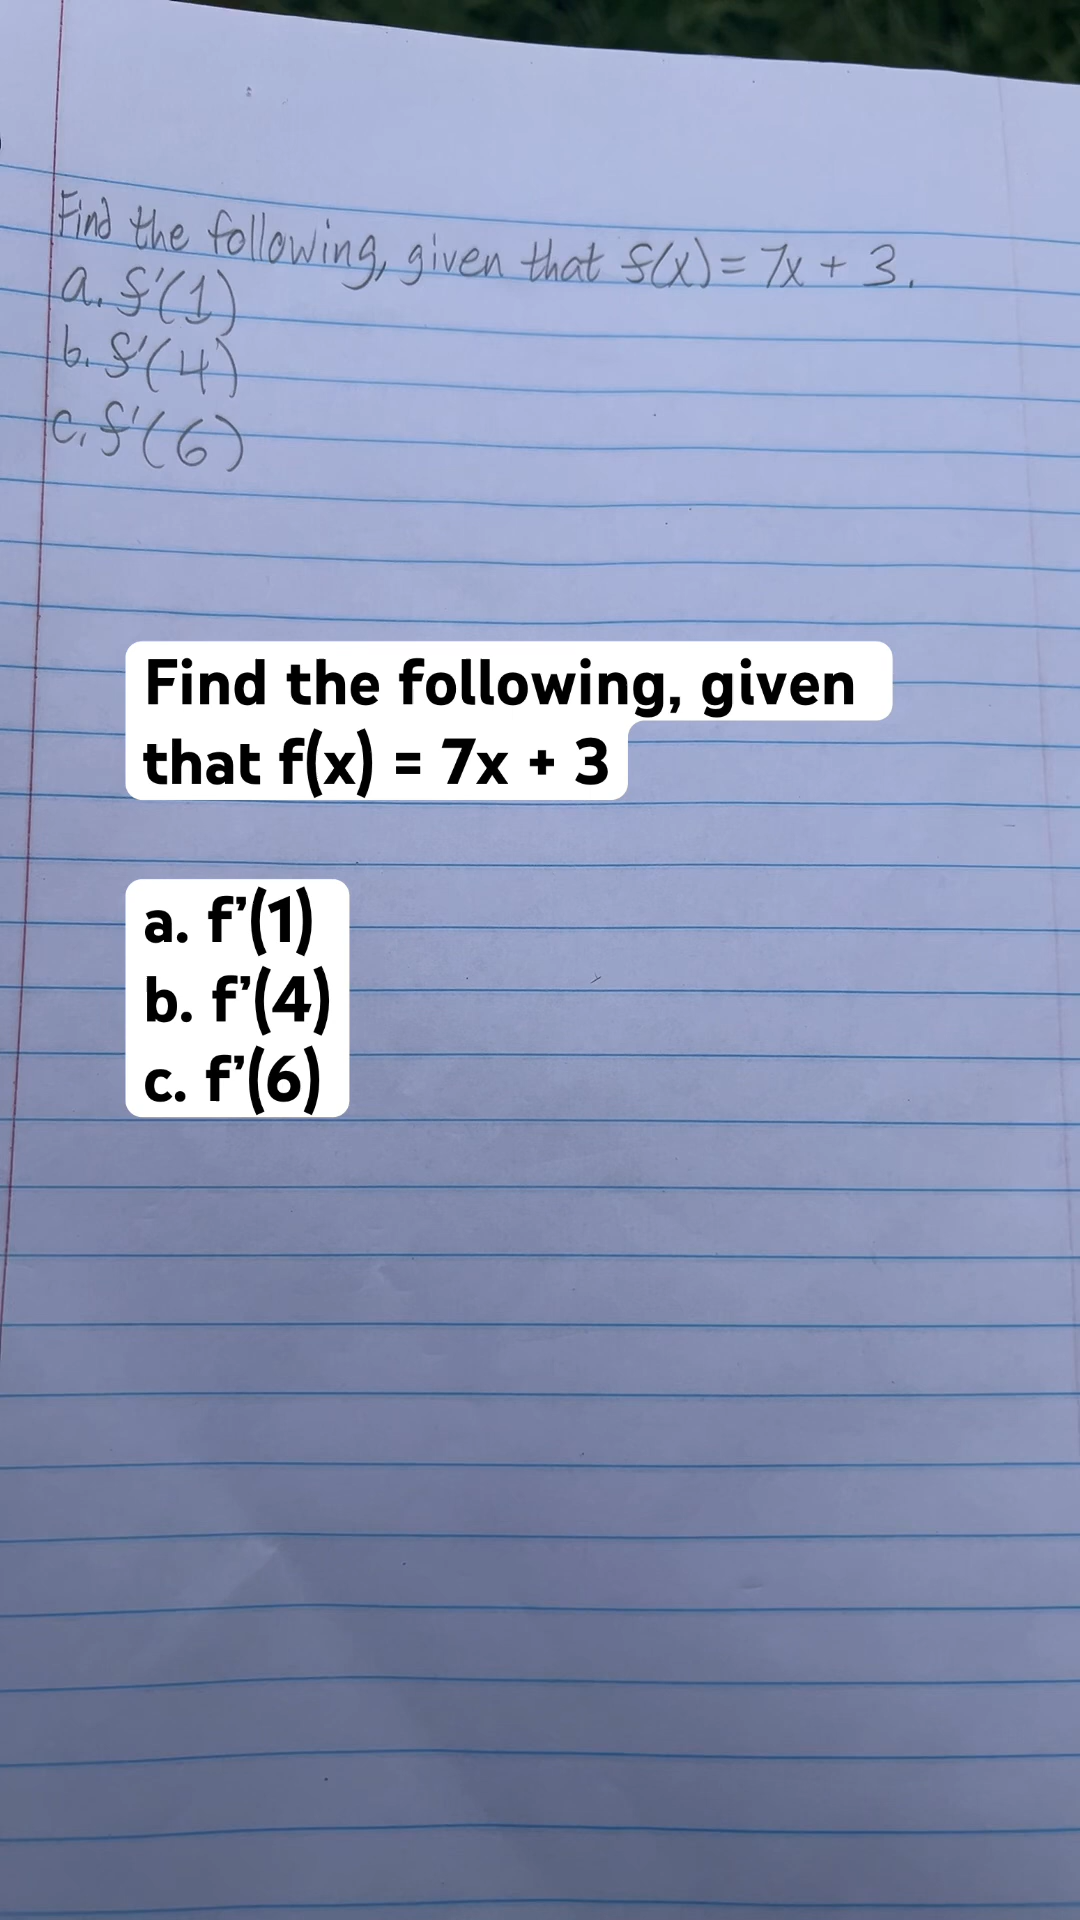 Find the following, given that f(x) = 7x + 3.
a. f'(1)
b. f'(4)
c. f'(6)
Find the following, given
that f(x) = 7x + 3
a. f’(1)
b. f’(4)
c. f’(6)